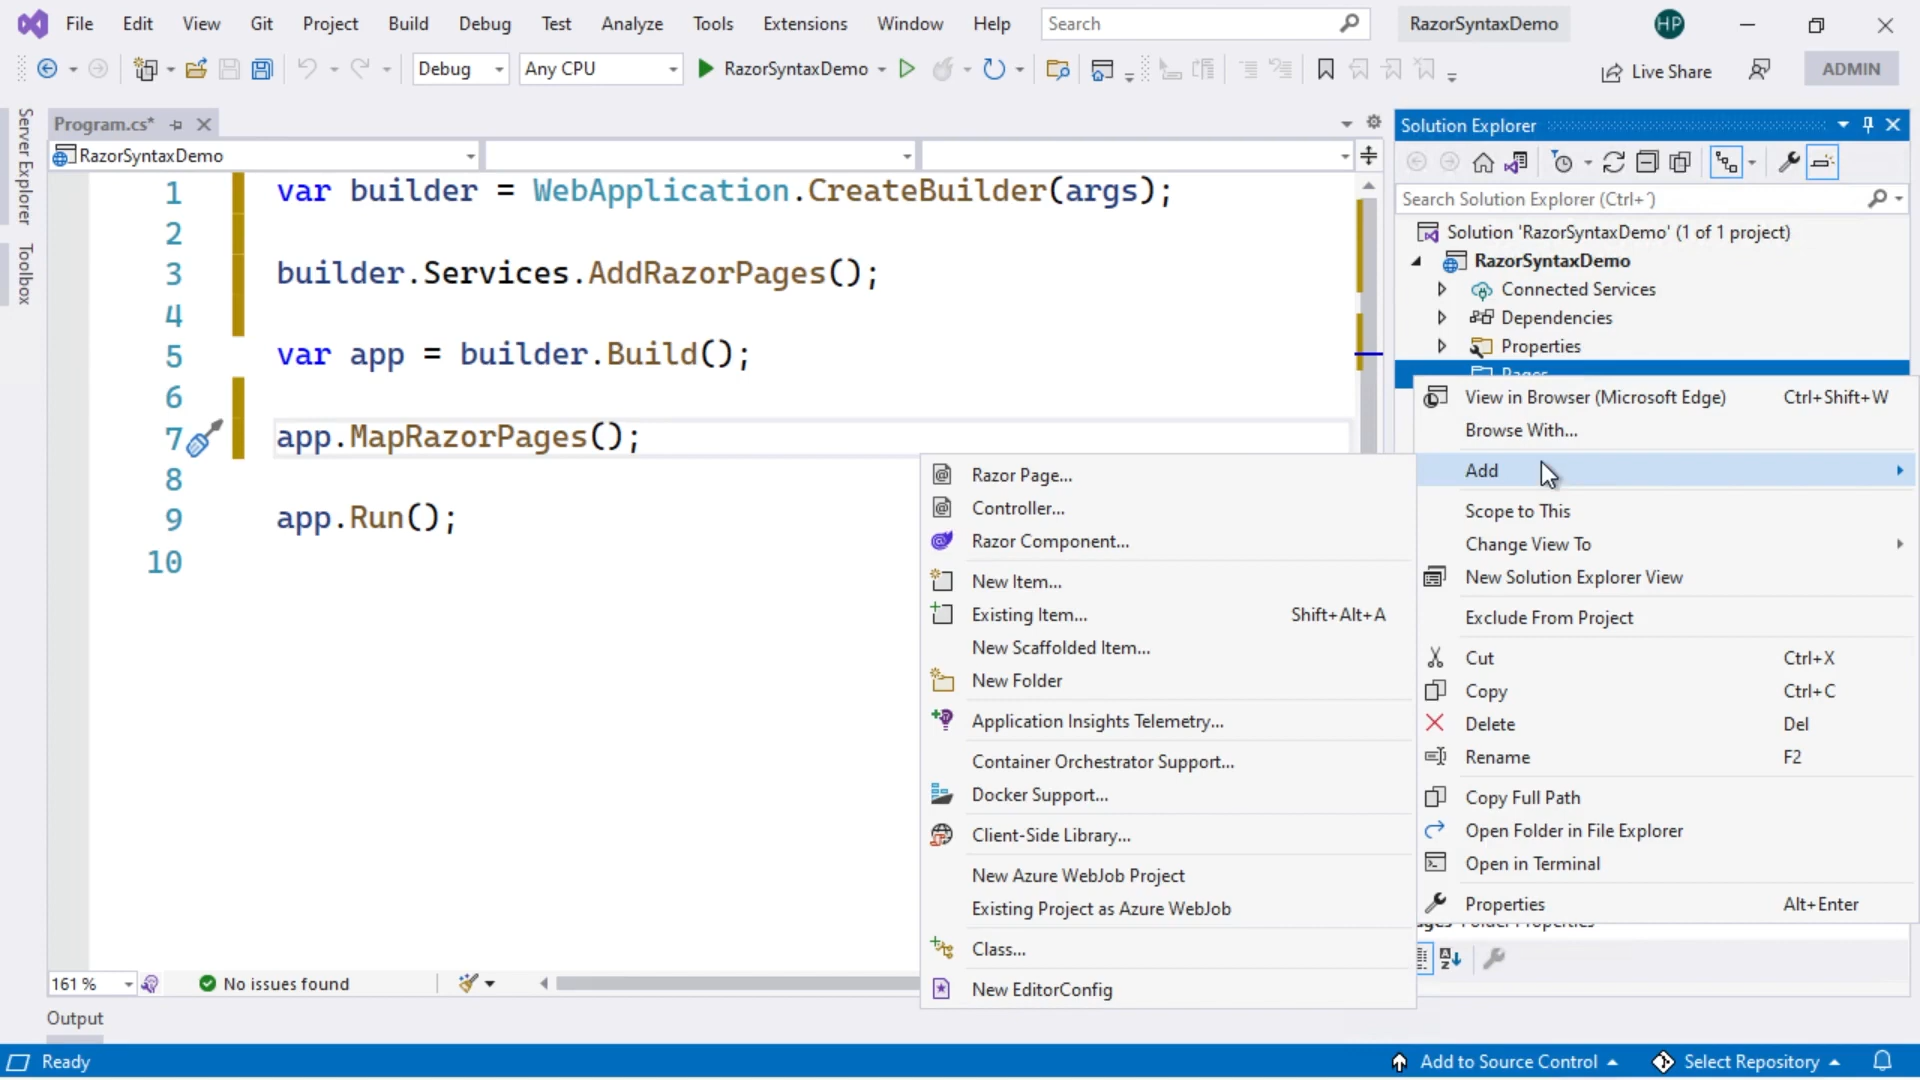 File Edit View Git Project Build Debug Test Analyze Tools Extensions Window Help Search RazorSyntaxDemo HP
Debug Any CPU RazorSyntaxDemo Live Share ADMIN
Server Explorer
Toolbox
Program.cs*
RazorSyntaxDemo
1 var builder = WebApplication.CreateBuilder(args);
2
3 builder.Services.AddRazorPages();
4
5 var app = builder.Build();
6
7 app.MapRazorPages();
8
9 app.Run();
10
Solution Explorer
Search Solution Explorer (Ctrl+´)
Solution 'RazorSyntaxDemo' (1 of 1 project)
RazorSyntaxDemo
Connected Services
Dependencies
Properties
Pages
View in Browser (Microsoft Edge) Ctrl+Shift+W
Browse With...
Add
Scope to This
Change View To
New Solution Explorer View
Exclude From Project
Cut Ctrl+X
Copy Ctrl+C
Delete Del
Rename F2
Copy Full Path
Open Folder in File Explorer
Open in Terminal
Properties Alt+Enter
Razor Page...
Controller...
Razor Component...
New Item...
Existing Item... Shift+Alt+A
New Scaffolded Item...
New Folder
Application Insights Telemetry...
Container Orchestrator Support...
Docker Support...
Client-Side Library...
New Azure WebJob Project
Existing Project as Azure WebJob
Class...
New EditorConfig
Folder Properties
161 % No issues found
Output
Ready Add to Source Control Select Repository